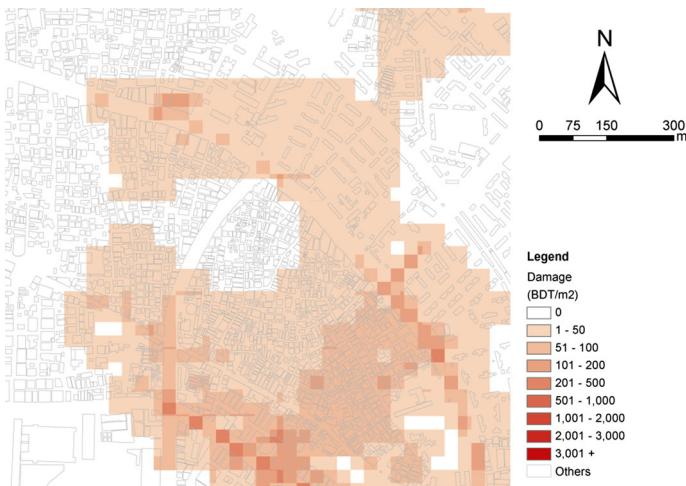 N
0 75 150 300
m
Legend
Damage
(BDT/m2)
0
1 - 50
51 - 100
101 - 200
201 - 500
501 - 1,000
1,001 - 2,000
2,001 - 3,000
3,001 +
Others